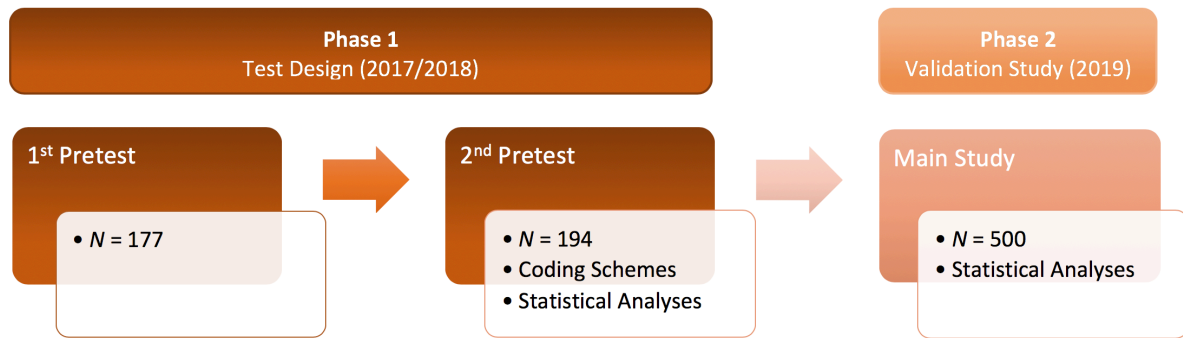 Phase 1
Test Design (2017/2018)
Phase 2
Validation Study (2019)
1st Pretest
• N = 177
2nd Pretest
• N = 194
• Coding Schemes
• Statistical Analyses
Main Study
• N = 500
• Statistical Analyses